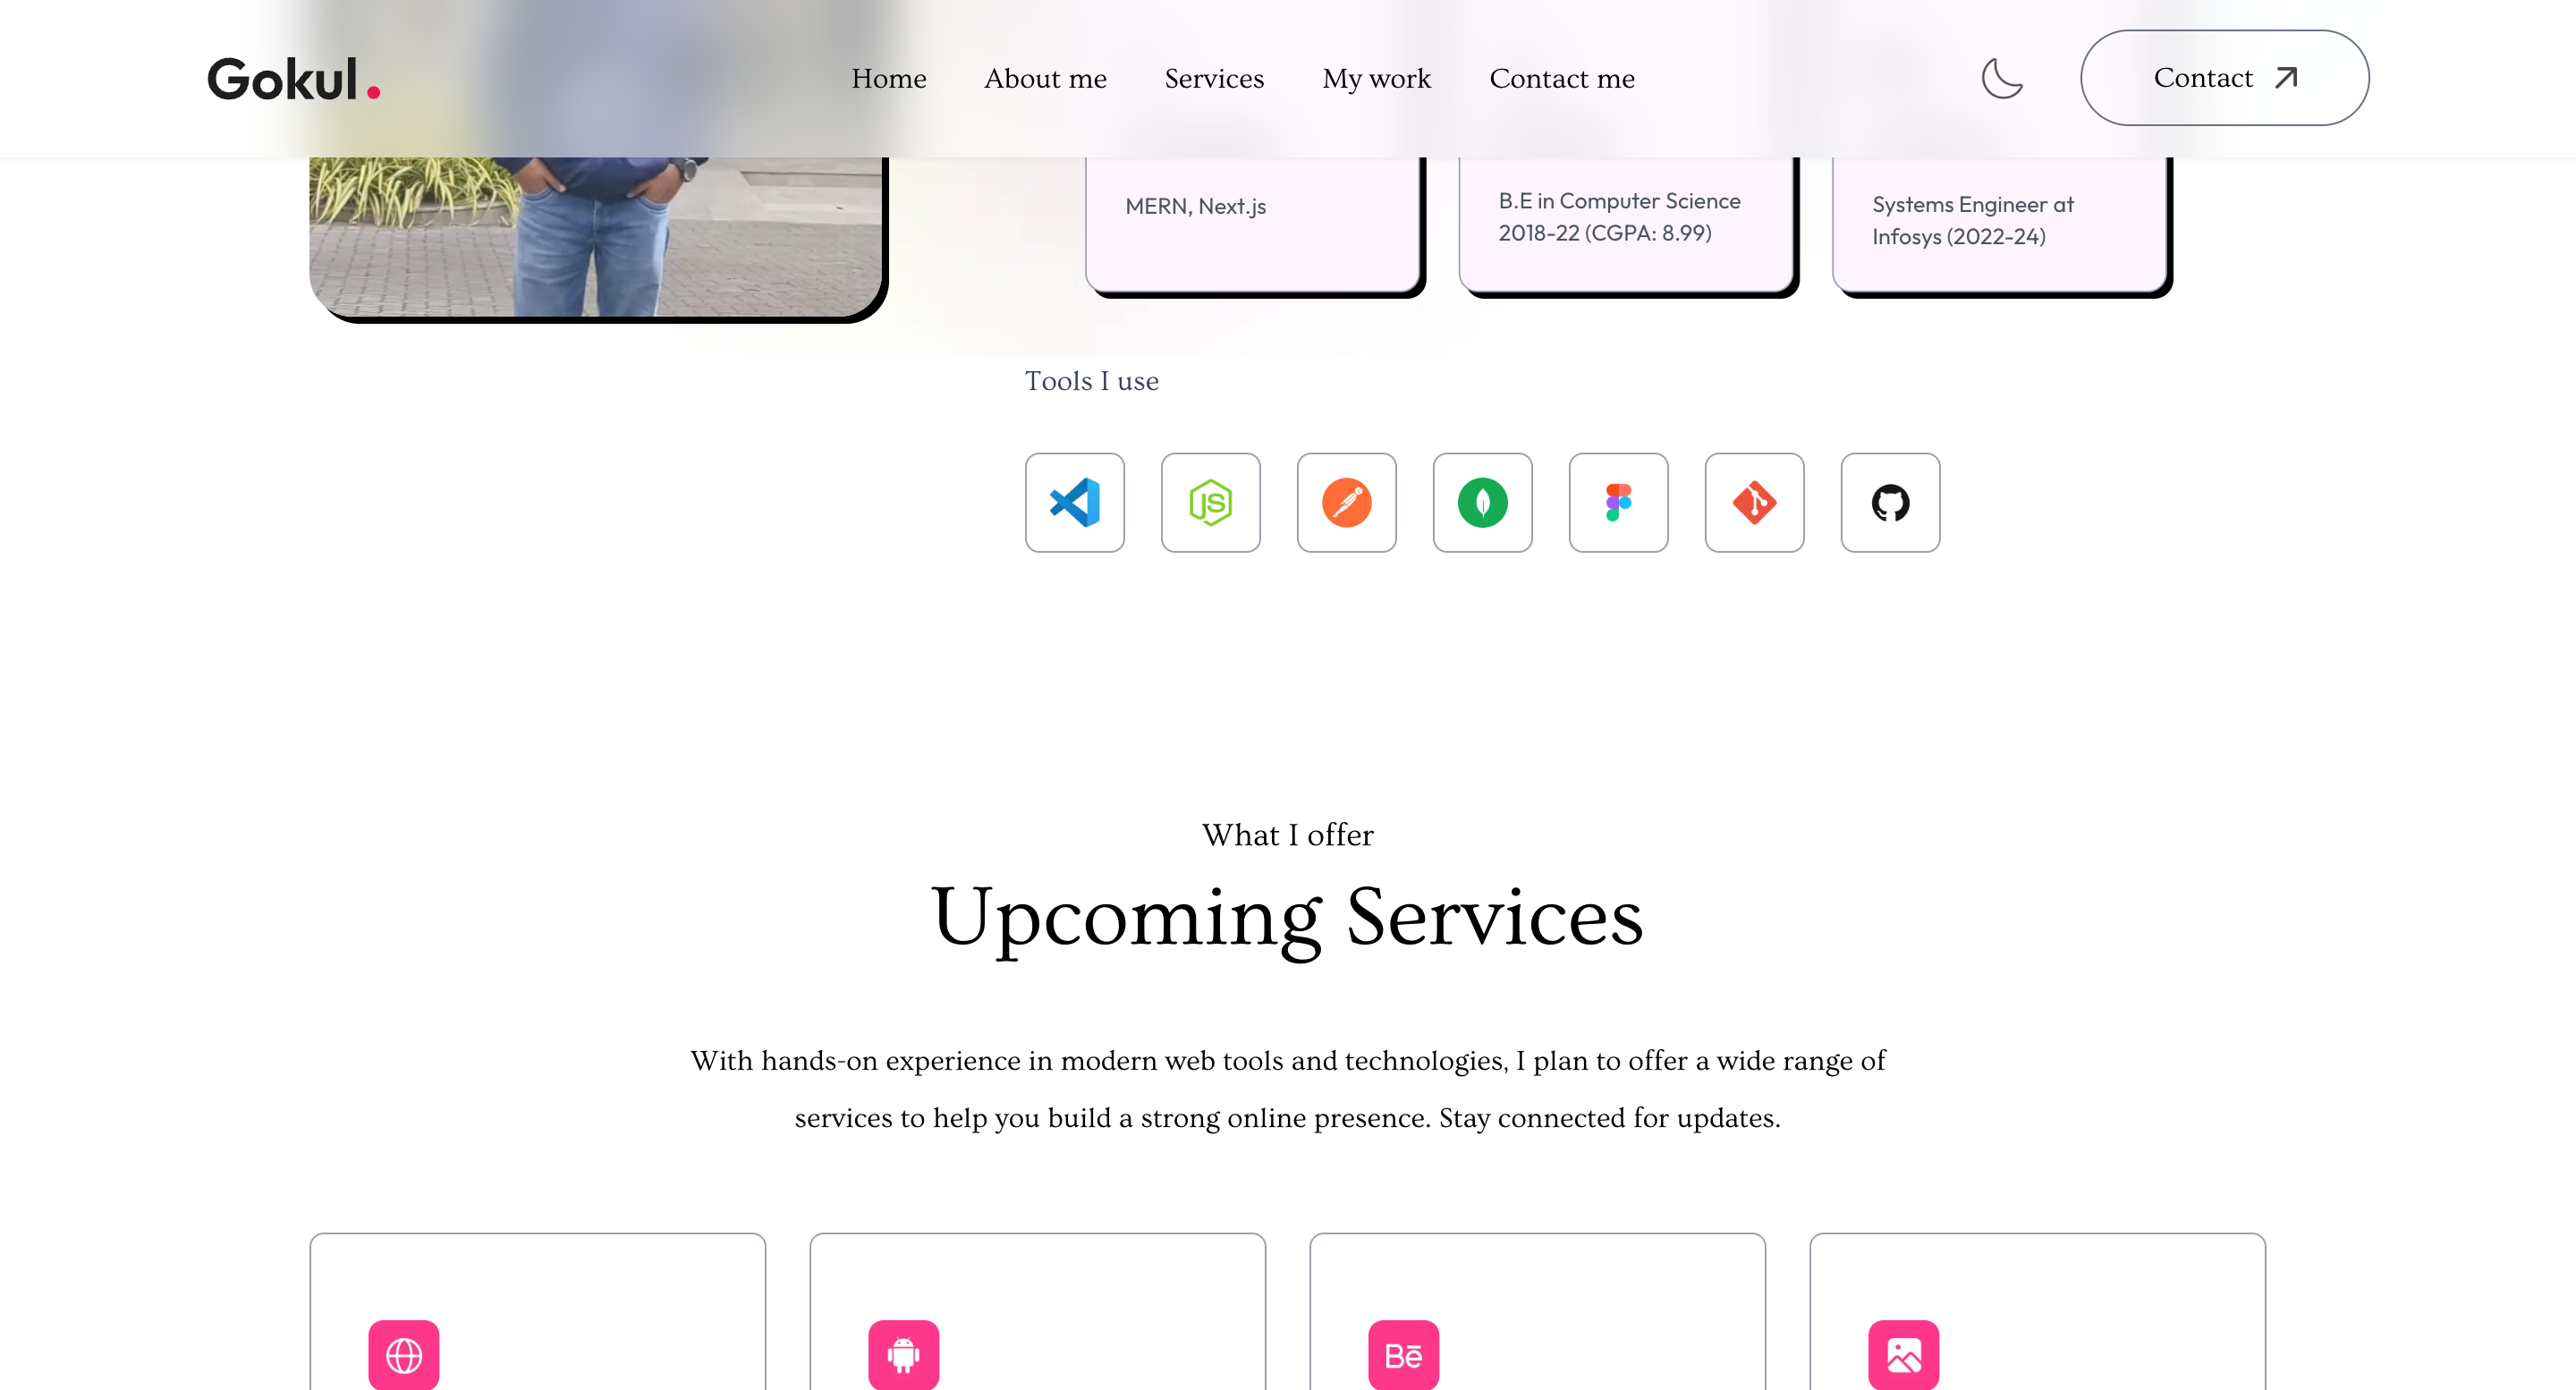 Gokul.
Home
About me
Services
My work
Contact me
Contact
MERN, Next.js
B.E in Computer Science
2018-22 (CGPA: 8.99)
Systems Engineer at
Infosys (2022-24)
Tools I use
JS
What I offer
Upcoming Services
With hands-on experience in modern web tools and technologies, I plan to offer a wide range of
services to help you build a strong online presence. Stay connected for updates.
Bē